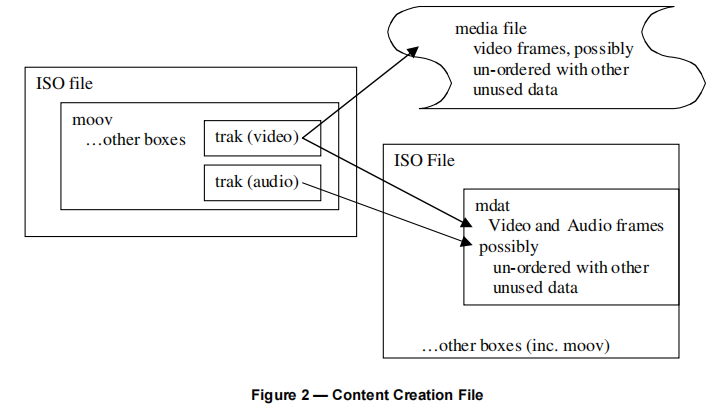 ISO file
moov
…other boxes
trak (video)
trak (audio)
media file
video frames, possibly
un-ordered with other
unused data
ISO File
mdat
Video and Audio frames
possibly
un-ordered with other
unused data
…other boxes (inc. moov)
Figure 2 — Content Creation File